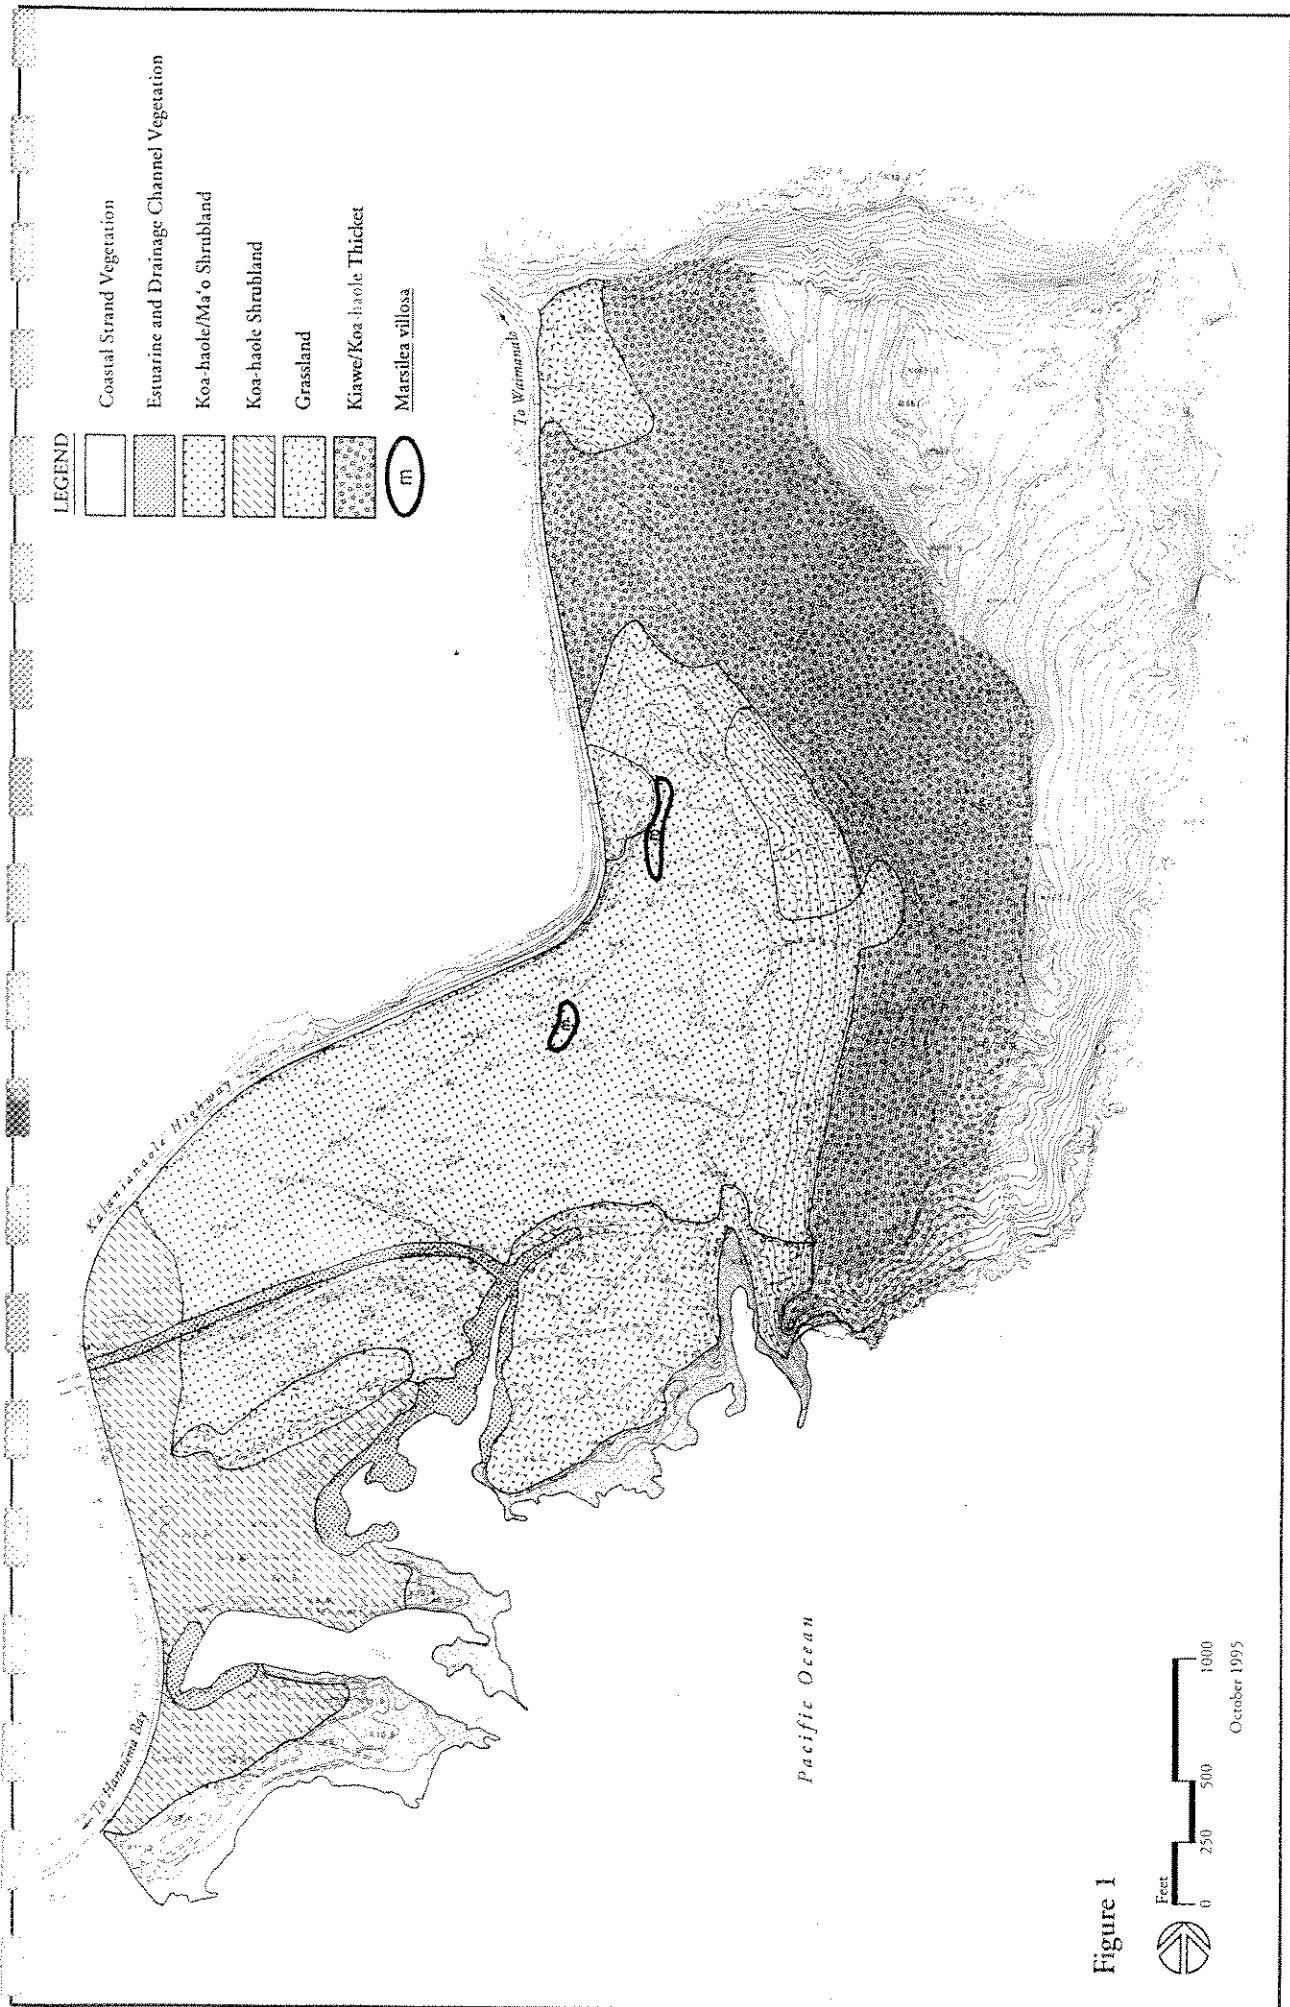 LEGEND
Coastal Strand Vegetation
Estuarine and Drainage Channel Vegetation
Koa-haole/Ma'o Shrubland
Koa-haole Shrubland
Grassland
Kiawe/Koa haole Thicket
m Marsilea villosa
To Hanauma Bay
Kalanianaole Highway
To Waimanalo
m
m
Pacific Ocean
Figure 1
Feet
0 250 500 1000
October 1995